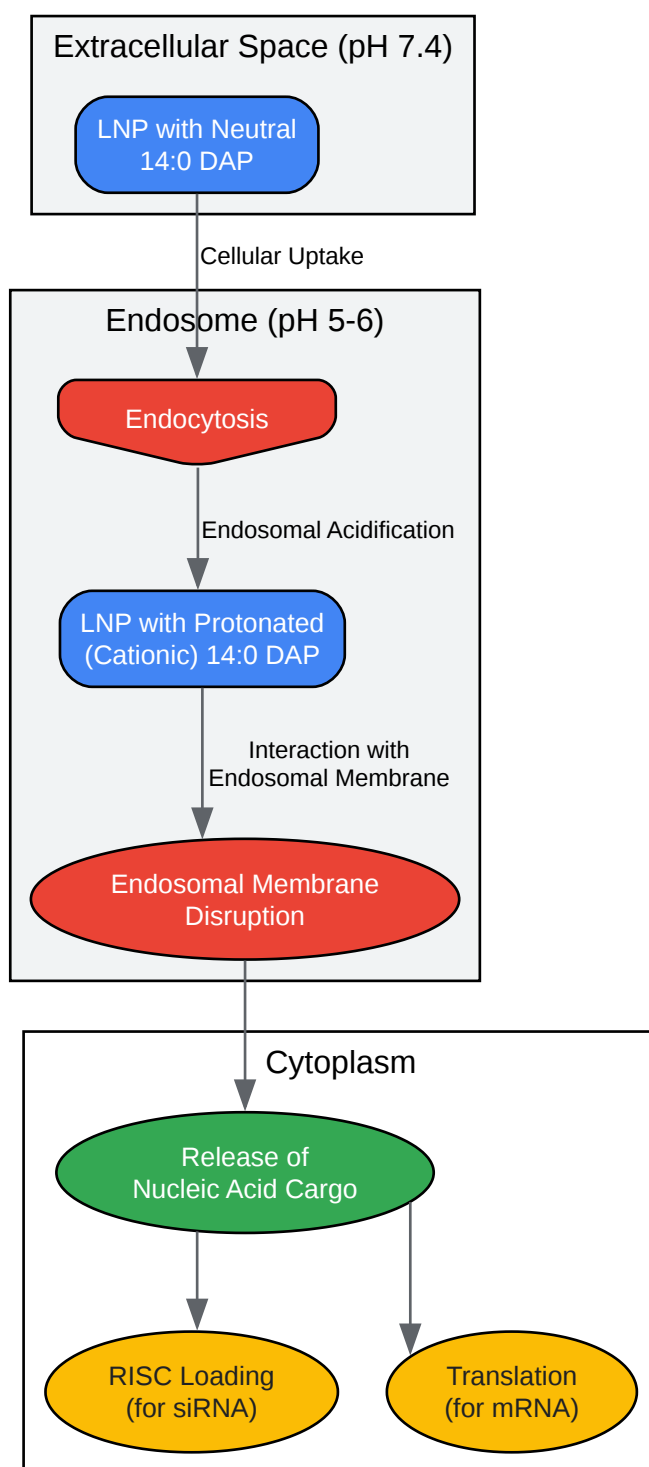 Extracellular Space (pH 7.4)
LNP with Neutral
14:0 DAP
Cellular Uptake
Endosome (pH 5-6)
Endocytosis
Endosomal Acidification
LNP with Protonated
(Cationic) 14:0 DAP
Interaction with
Endosomal Membrane
Endosomal Membrane
Disruption
Cytoplasm
Release of
Nucleic Acid Cargo
RISC Loading
(for siRNA)
Translation
(for mRNA)